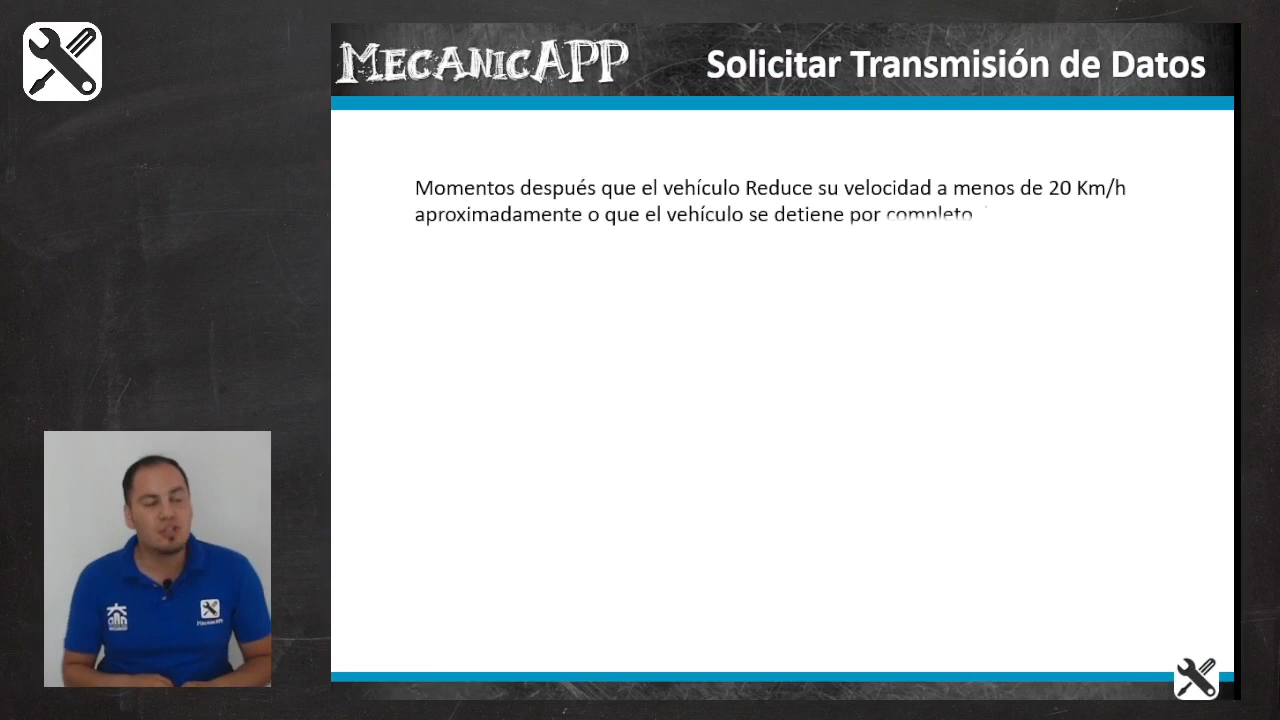 MECANICAPP
Solicitar Transmisión de Datos
Momentos después que el vehículo Reduce su velocidad a menos de 20 Km/h
aproximadamente o que el vehículo se detiene por completo